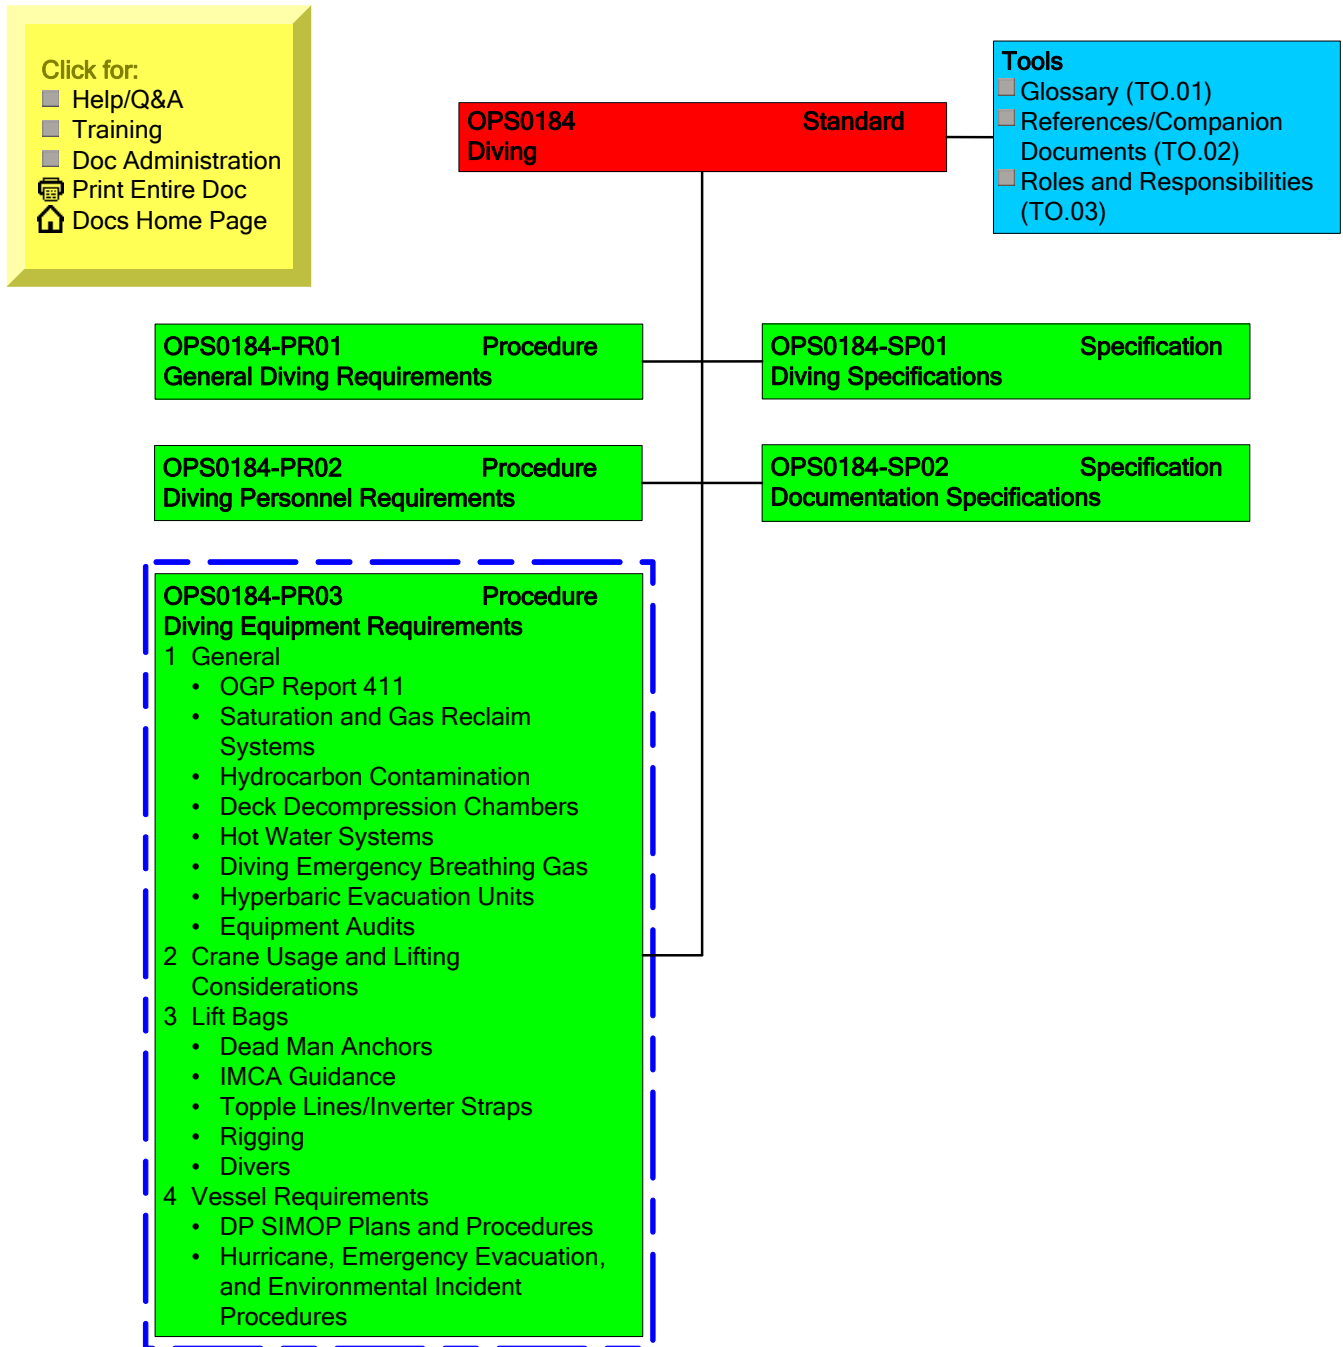 Click for:
Help/Q&A
Training
Doc Administration
Print Entire Doc
Docs Home Page
OPS0184 Standard
Diving
Tools
Glossary (TO.01)
References/Companion
Documents (TO.02)
Roles and Responsibilities
(TO.03)
OPS0184-PR01 Procedure
General Diving Requirements
OPS0184-SP01 Specification
Diving Specifications
OPS0184-PR02 Procedure
Diving Personnel Requirements
OPS0184-SP02 Specification
Documentation Specifications
OPS0184-PR03 Procedure
Diving Equipment Requirements
1 General
• OGP Report 411
• Saturation and Gas Reclaim
Systems
• Hydrocarbon Contamination
• Deck Decompression Chambers
• Hot Water Systems
• Diving Emergency Breathing Gas
• Hyperbaric Evacuation Units
• Equipment Audits
2 Crane Usage and Lifting
Considerations
3 Lift Bags
• Dead Man Anchors
• IMCA Guidance
• Topple Lines/Inverter Straps
• Rigging
• Divers
4 Vessel Requirements
• DP SIMOP Plans and Procedures
• Hurricane, Emergency Evacuation,
and Environmental Incident
Procedures